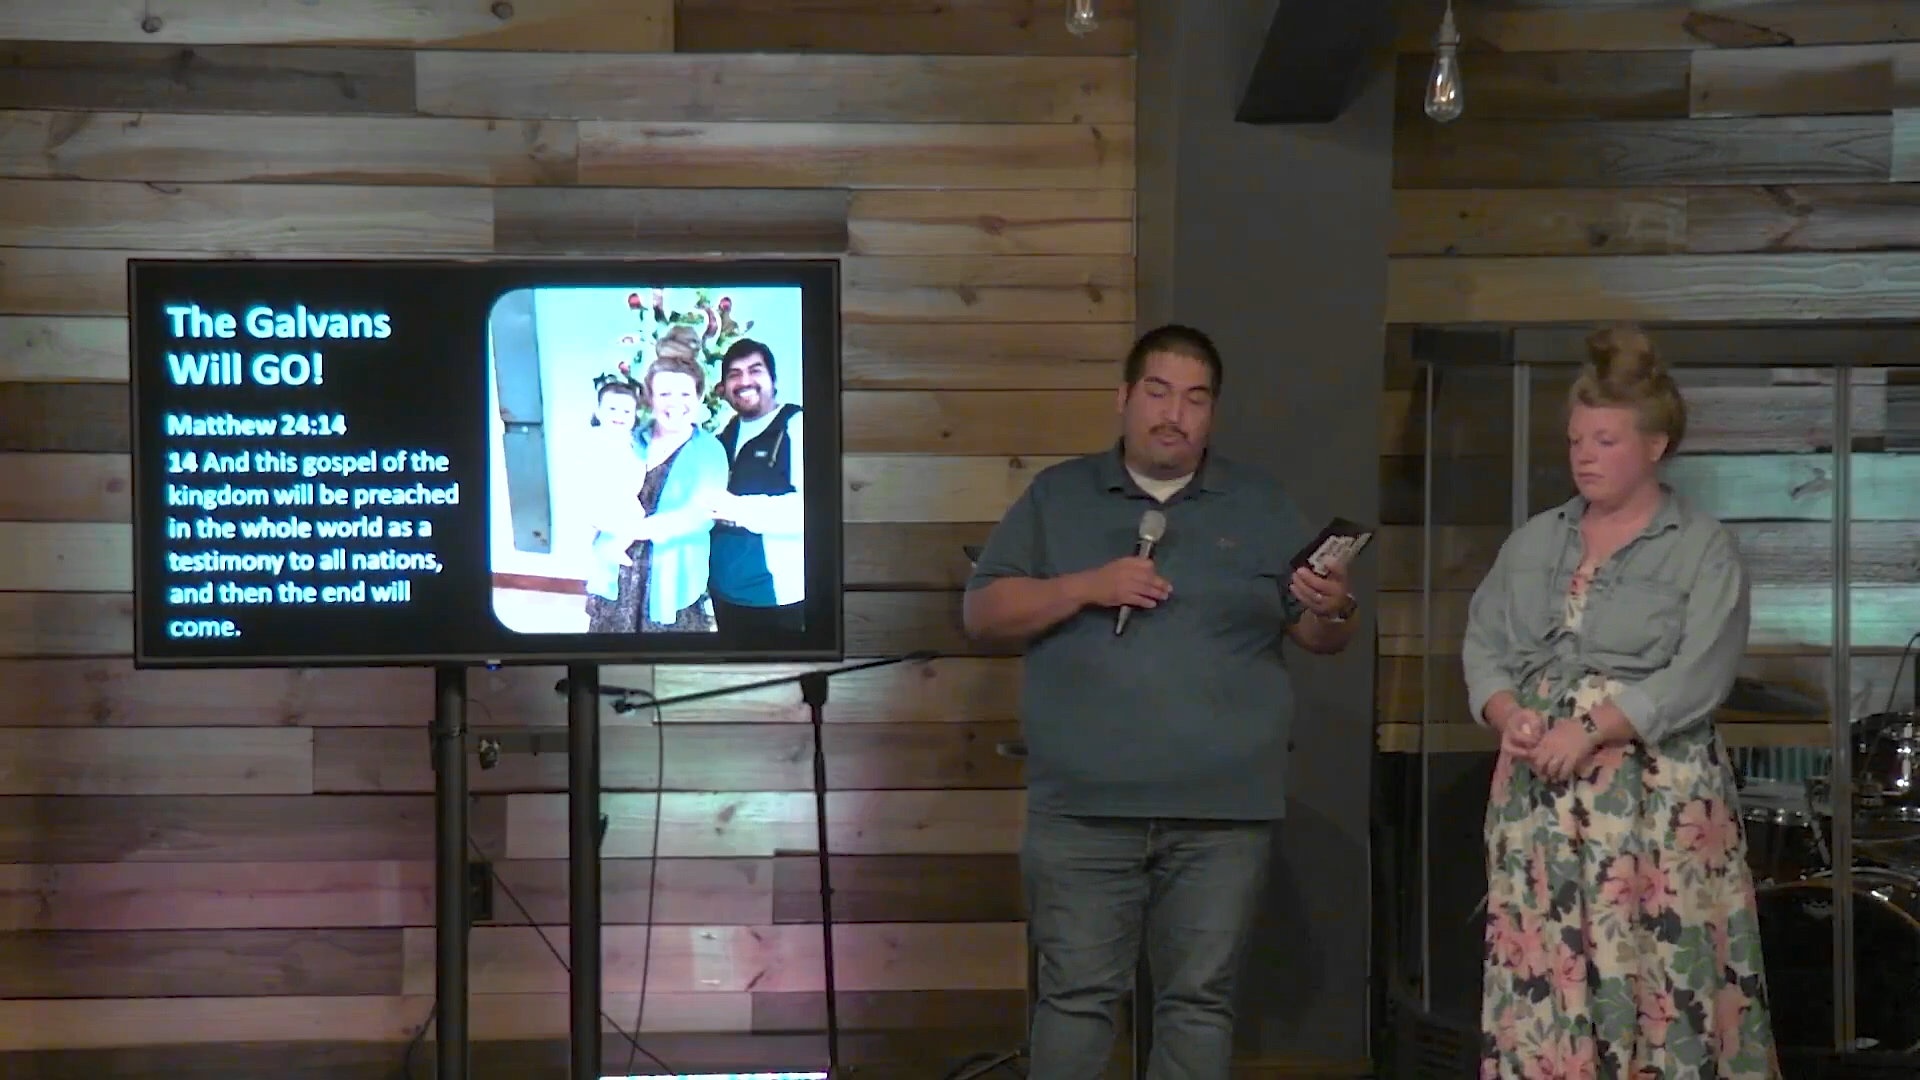 The Galvans
Will GO!
Matthew 24:14
14 And this gospel of the
kingdom will be preached
in the whole world as a
testimony to all nations,
and then the end will
come.